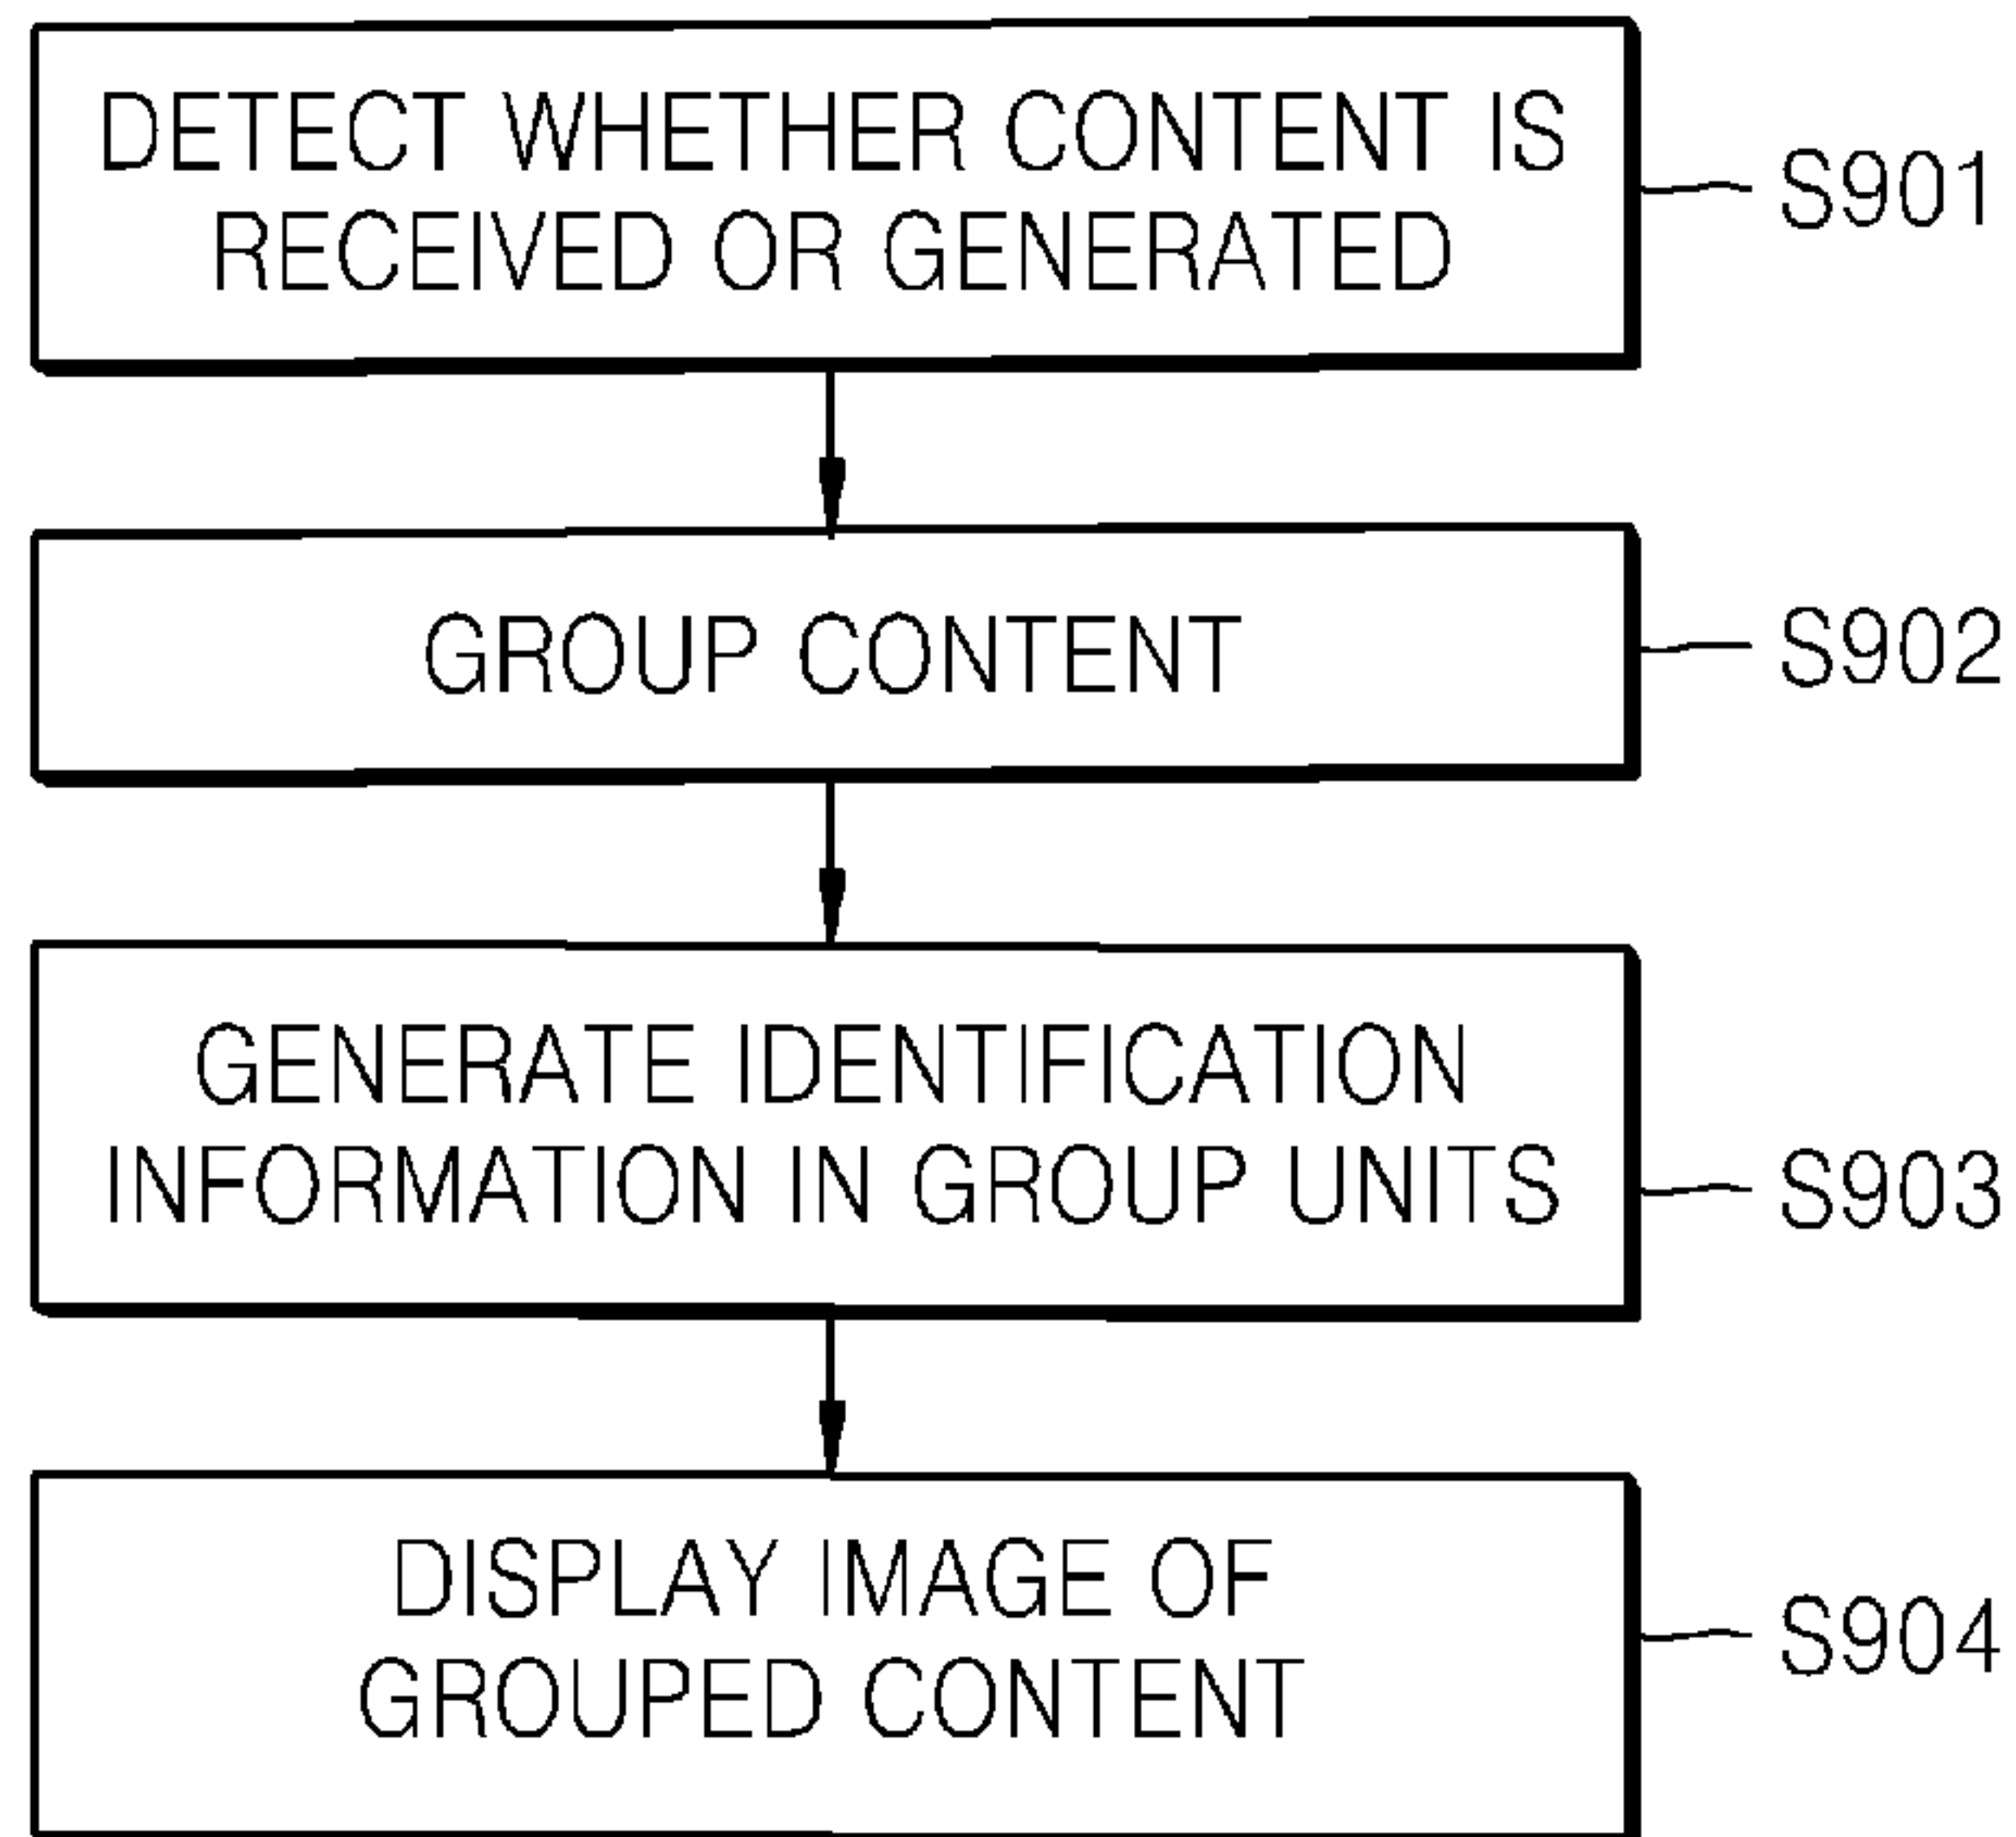 DETECT WHETHER CONTENT IS
RECEIVED OR GENERATED
S901
GROUP CONTENT
S902
GENERATE IDENTIFICATION
INFORMATION IN GROUP UNITS
S903
DISPLAY IMAGE OF
GROUPED CONTENT
S904